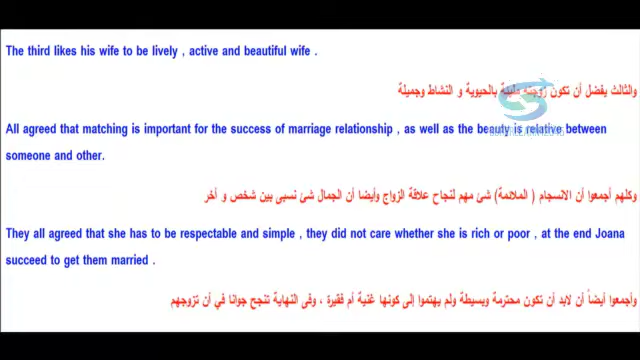 The third likes his wife to be lively , active and beautiful wife .
والثالث يفضل أن تكون زوجته مليئة بالحيوية و النشاط وجميلة
All agreed that matching is important for the success of marriage relationship , as well as the beauty is relative between
someone and other.
وكلهم أجمعوا أن الانسجام ( الملائمة) شئ مهم لنجاح علاقة الزواج وأيضا أن الجمال شئ نسبى بين شخص و أخر
They all agreed that she has to be respectable and simple , they did not care whether she is rich or poor , at the end Joana
succeed to get them married .
وأجمعوا أيضاً أن لابد أن تكون محترمة وبسيطة ولم يهتموا إلى كونها غنية أم فقيرة ، وفى النهاية تنجح جوانا في أن تزوجهم